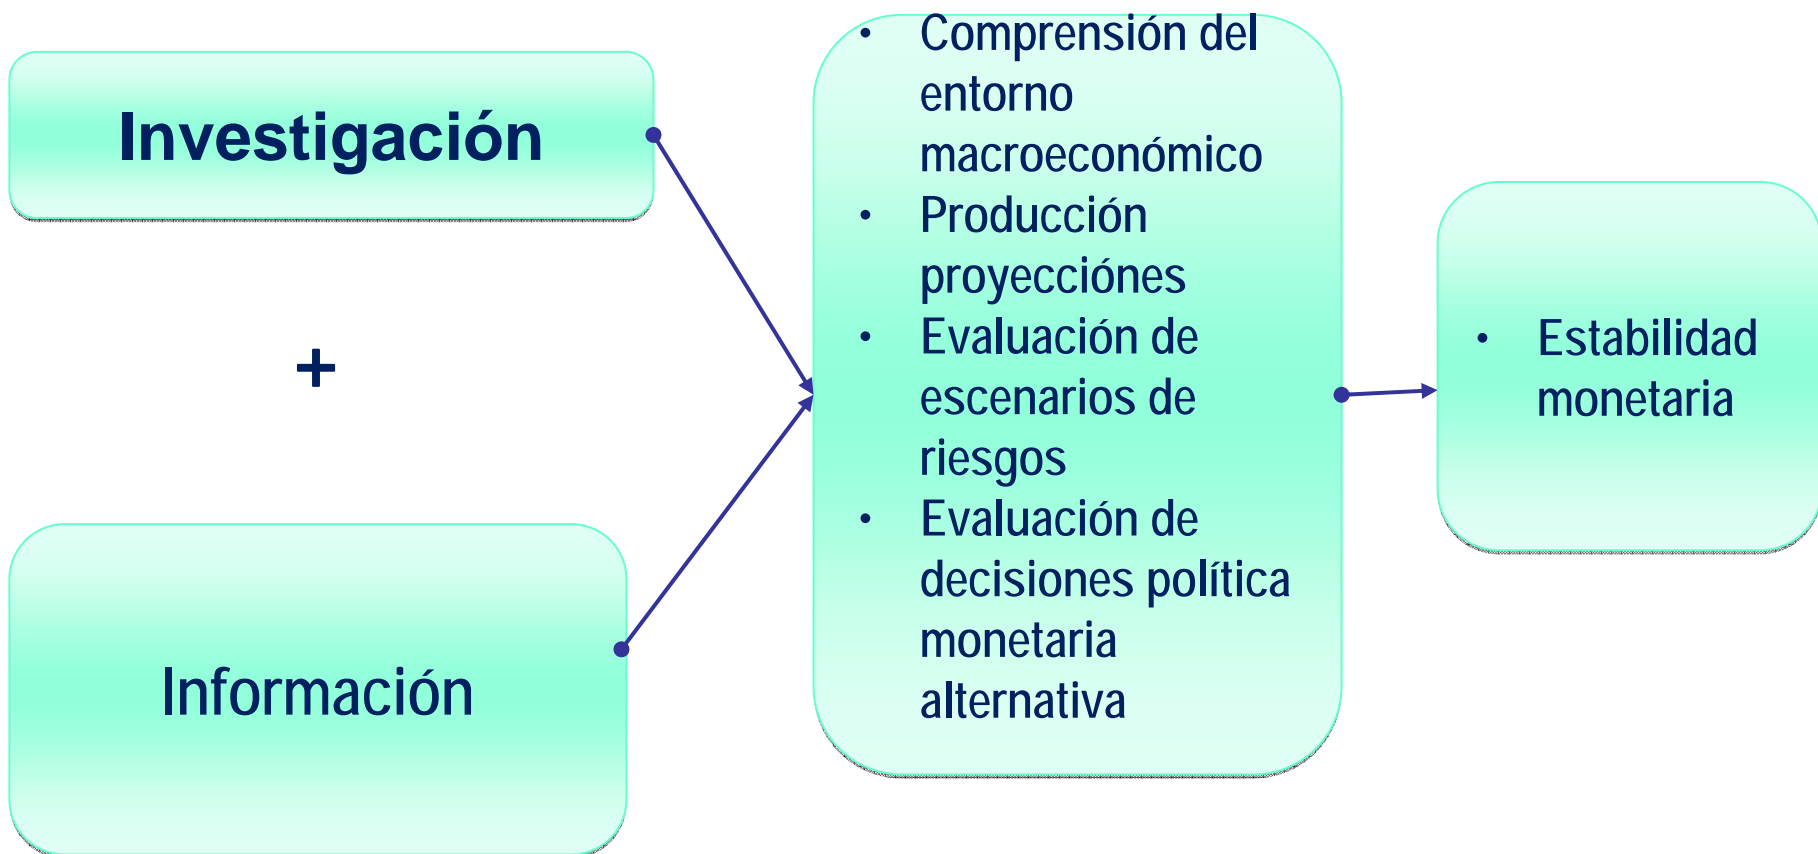 Investigación
+
Información
• Comprensión del
entorno
macroeconómico
• Producción
proyecciónes
• Evaluación de
escenarios de
riesgos
• Evaluación de
decisiones política
monetaria
alternativa
• Estabilidad
monetaria